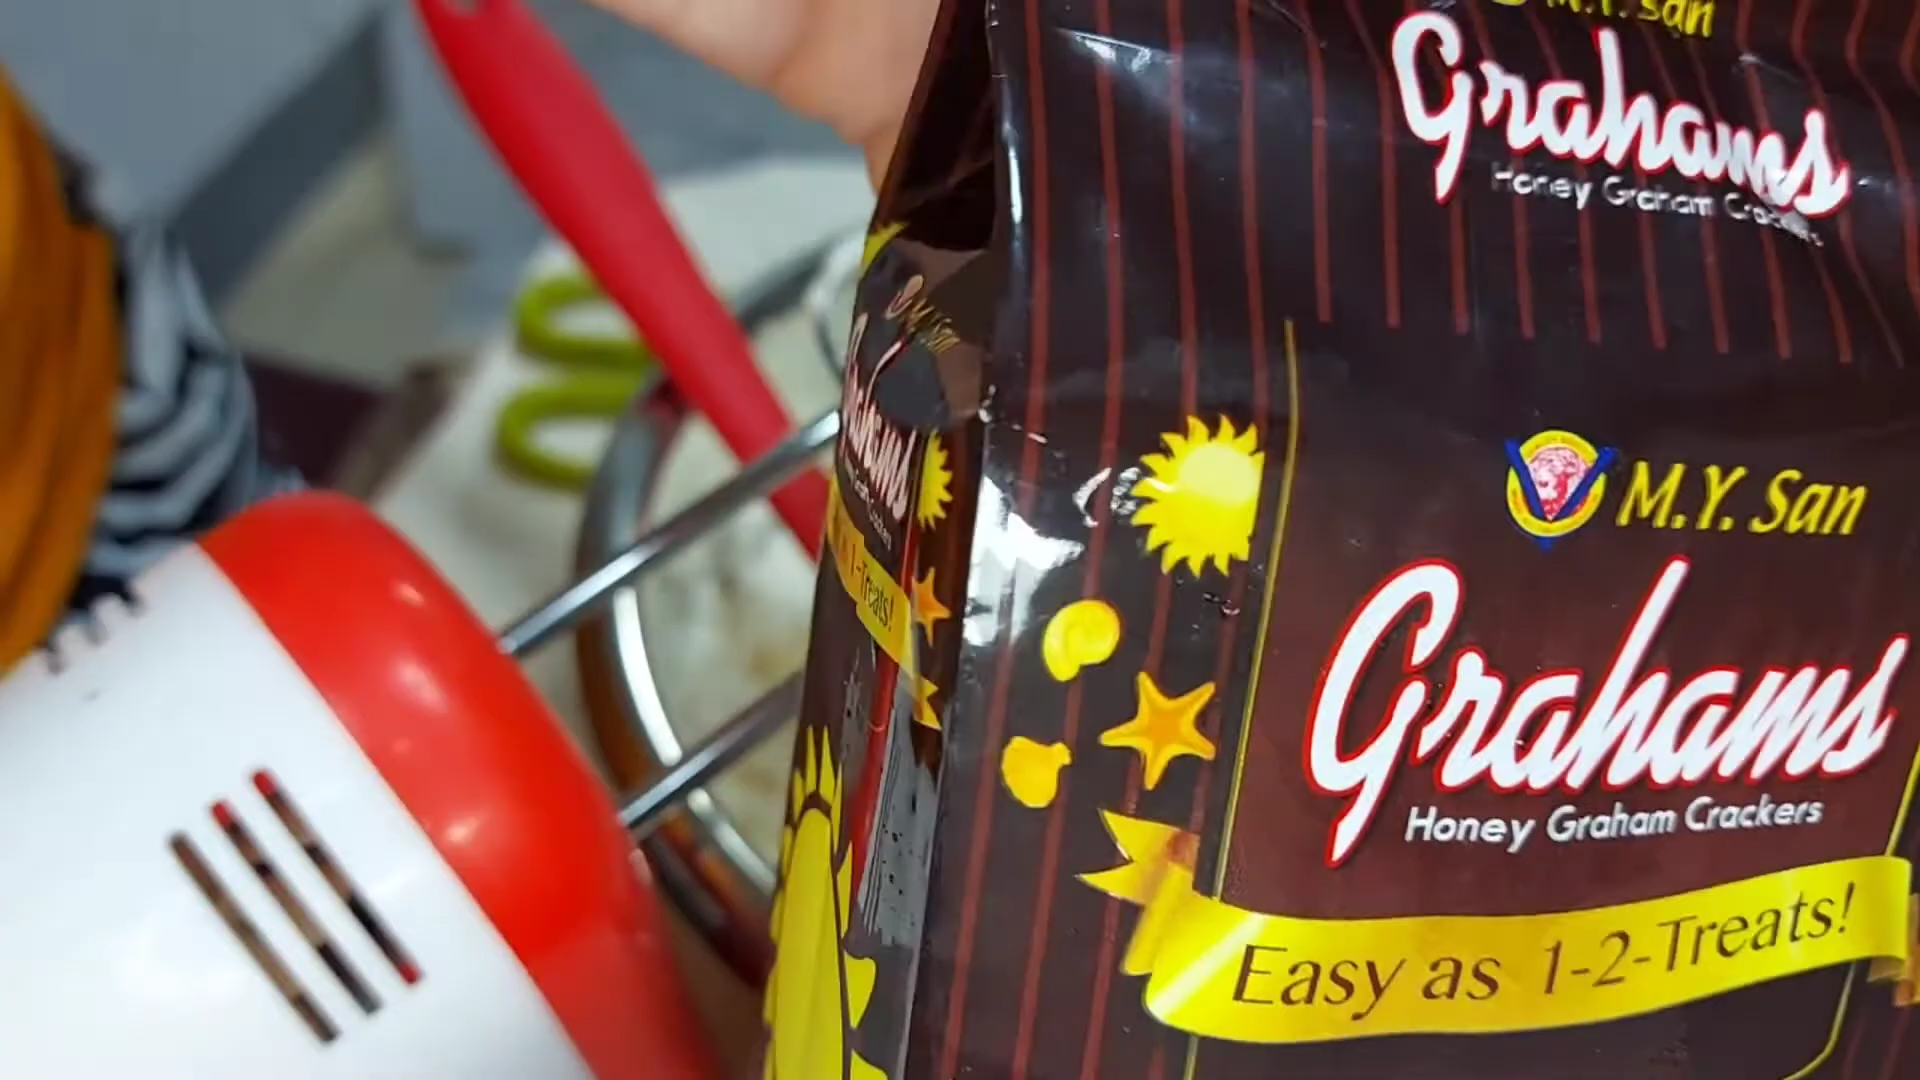 M.Y. San
Grahams
Honey Graham Crackers
M.Y. San
Grahams
Honey Graham Crackers
Easy as 1-2-Treats!
Grahams
1-Treats!